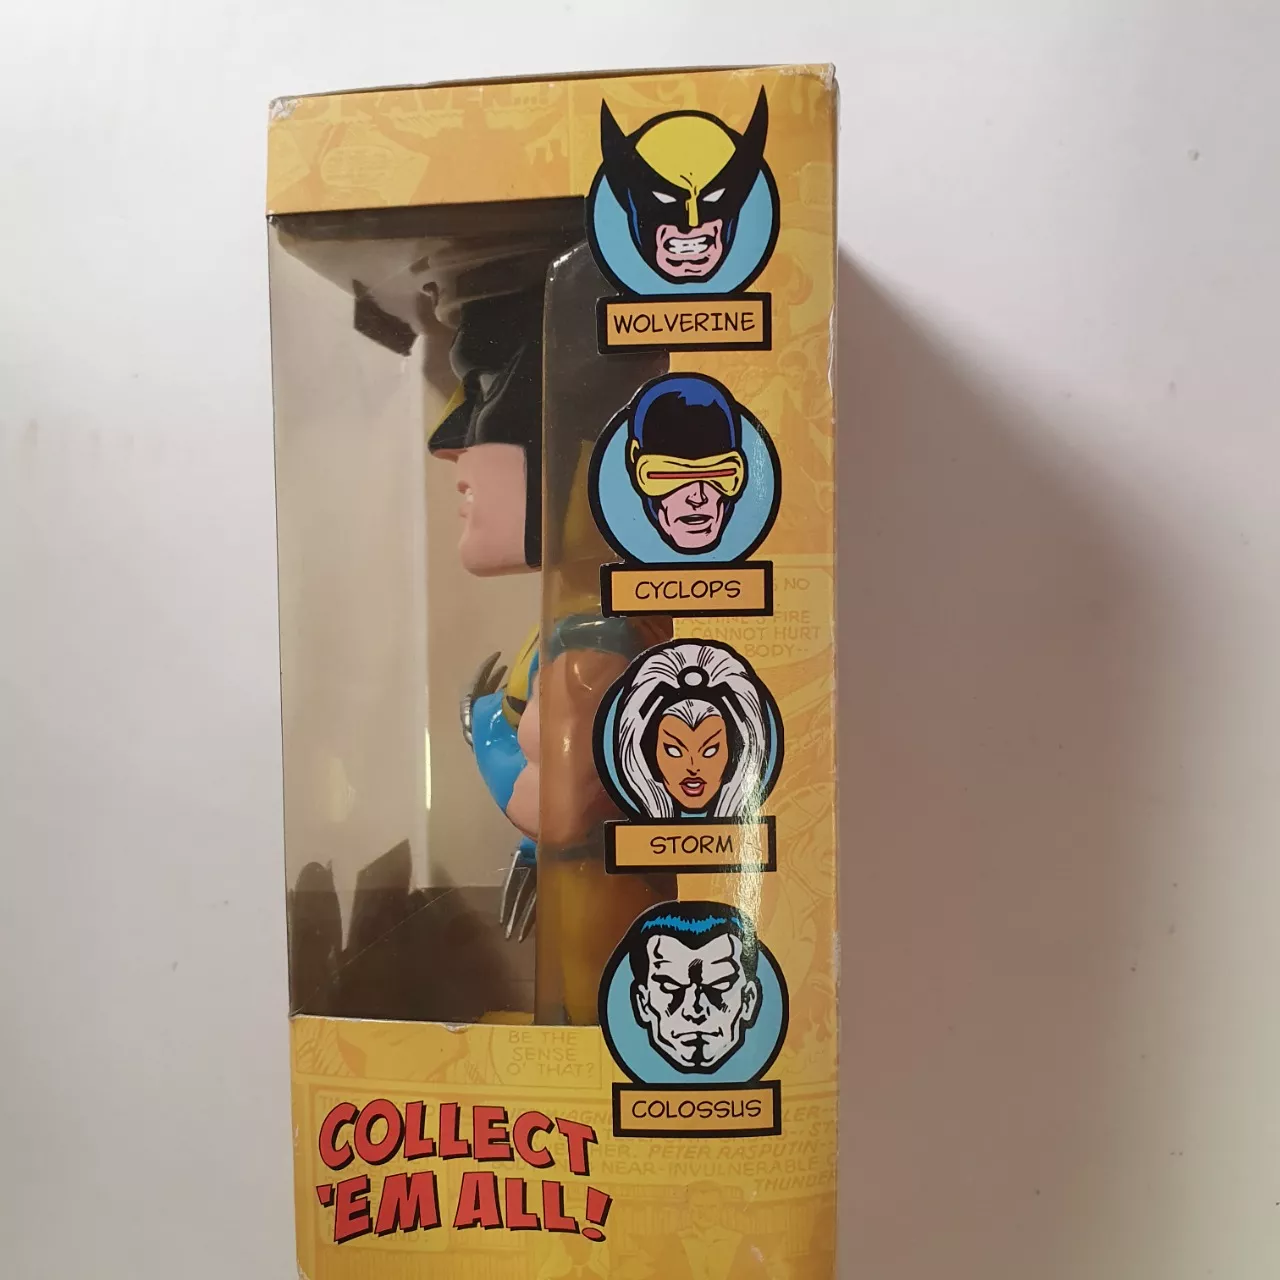 WOLVERINE
CYCLOPS
NO
FIRE
CANNOT HURT
BODY--
STORM
BE THE
SENSE
O' THAT?
COLOSSUS
COLLECT
'EM ALL!
PETER RASPUTIN-
NEAR-INVULNERABLE
THUNDER